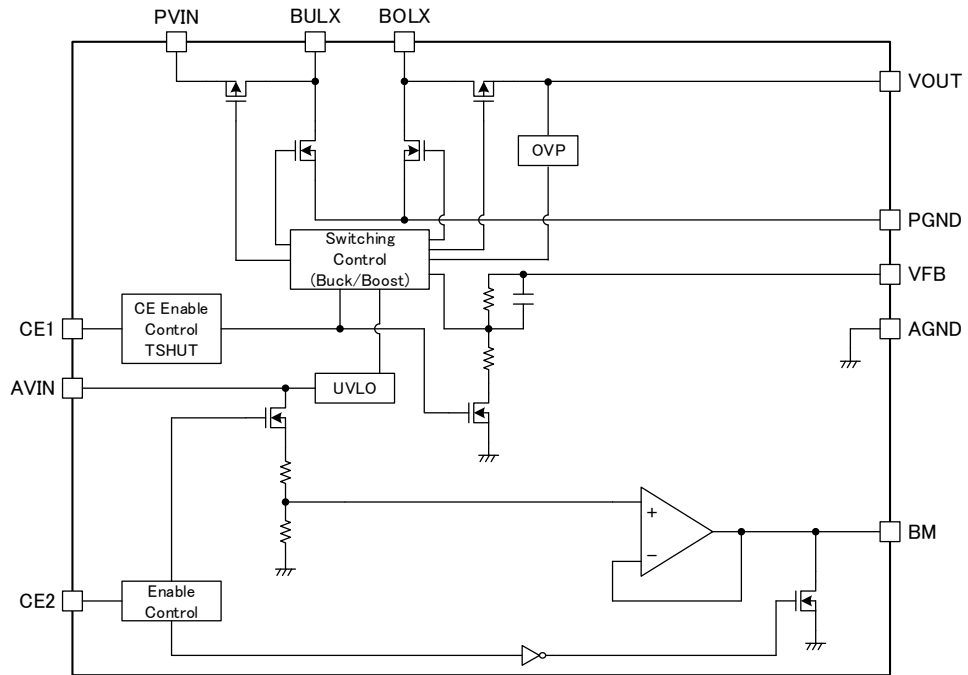 PVIN
BULX
BOLX
VOUT
OVP
PGND
Switching
Control
(Buck/Boost)
VFB
CE Enable
Control
TSHUT
CE1
AGND
AVIN
UVLO
+
−
BM
CE2
Enable
Control